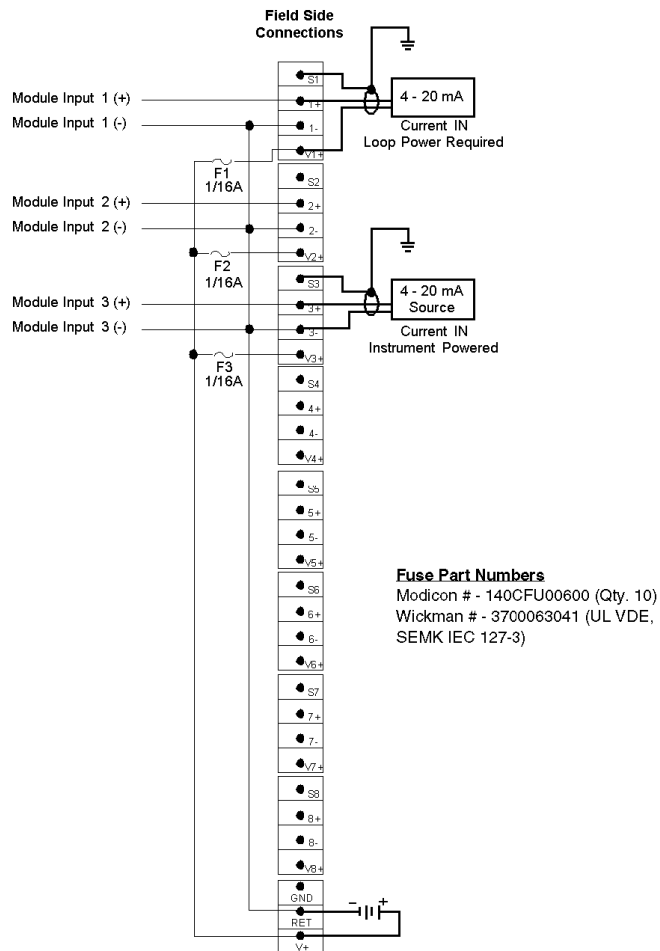 Field Side
Connections
S1
4 - 20 mA
Module Input 1 (+)
1+
Module Input 1 (-)
1-
Current IN
Loop Power Required
V1+
F1
1/16A
S2
Module Input 2 (+)
2+
Module Input 2 (-)
2-
V2+
F2
1/16A
S3
4 - 20 mA
Source
Module Input 3 (+)
3+
Module Input 3 (-)
3-
Current IN
Instrument Powered
V3+
F3
1/16A
S4
4+
4-
V4+
S5
5+
5-
V5+
Fuse Part Numbers
Modicon # - 140CFU00600 (Qty. 10)
Wickman # - 3700063041 (UL VDE,
SEMK IEC 127-3)
S6
6+
6-
V6+
S7
7+
7-
V7+
S8
8+
8-
V8+
GND
- +
RET
V+